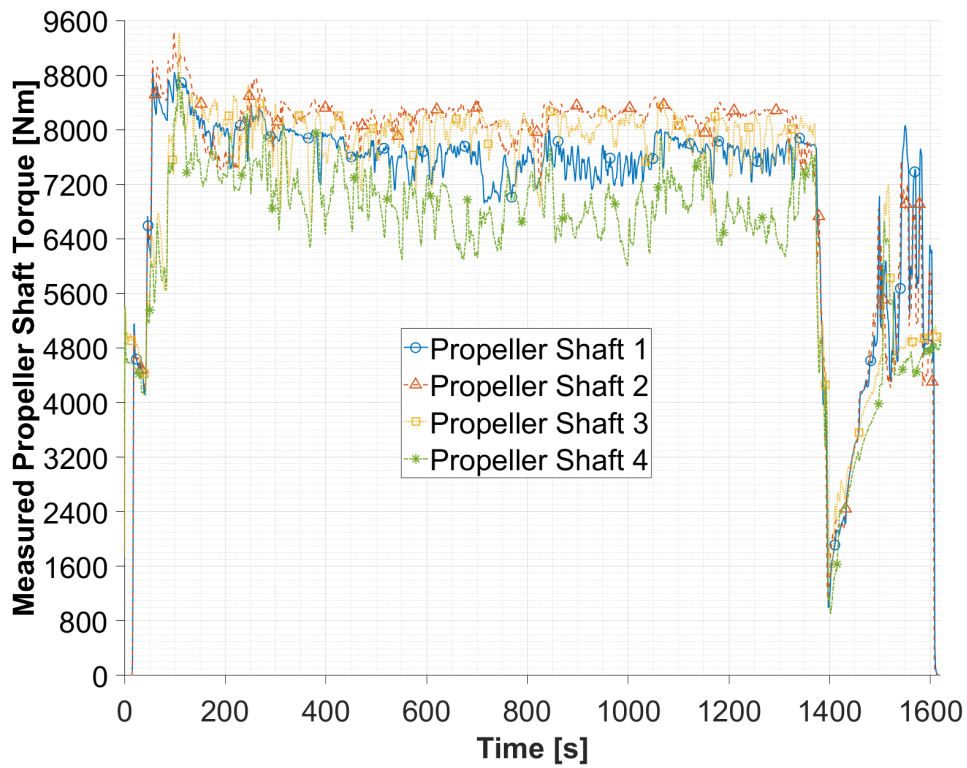 9600
8800
8000
7200
6400
5600
4800
4000
3200
2400
1600
800
0
Measured Propeller Shaft Torque [Nm]
Propeller Shaft 1
Propeller Shaft 2
Propeller Shaft 3
Propeller Shaft 4
0 200 400 600 800 1000 1200 1400 1600
Time [s]